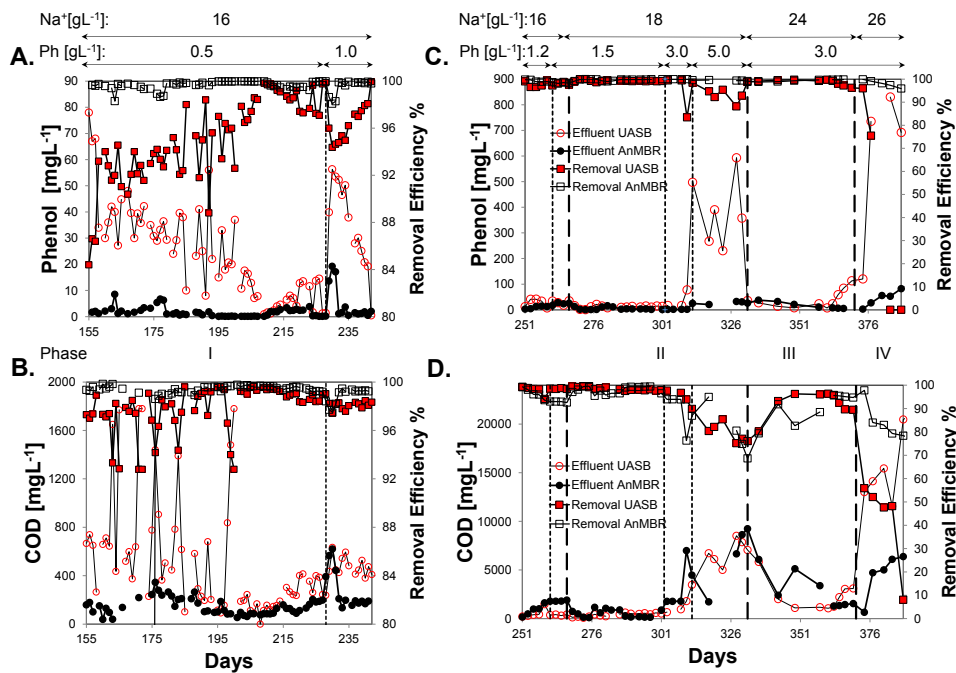 Na⁺[gL⁻¹]: 16
Ph [gL⁻¹]: 0.5 1.0
A.
90 80 70 60 50 40 30 20 10 0
Phenol [mgL⁻¹]
100 96 92 88 84 80
Removal Efficiency %
155 175 195 215 235
Na⁺[gL⁻¹]:16 18 24 26
Ph [gL⁻¹]:1.2 1.5 3.0 5.0 3.0
C.
900 800 700 600 500 400 300 200 100 0
Phenol [mgL⁻¹]
Effluent UASB
Effluent AnMBR
Removal UASB
Removal AnMBR
100 90 80 70 60 50 40 30 20 10 0
Removal Efficiency %
251 276 301 326 351 376
Phase I II III IV
B.
2000 1600 1200 800 400 0
COD [mgL⁻¹]
100 96 92 88 84 80
Removal Efficiency %
155 175 195 215 235
Days
D.
20000 15000 10000 5000 0
COD [mgL⁻¹]
Effluent UASB
Effluent AnMBR
Removal UASB
Removal AnMBR
100 90 80 70 60 50 40 30 20 10 0
Removal Efficiency %
251 276 301 326 351 376
Days